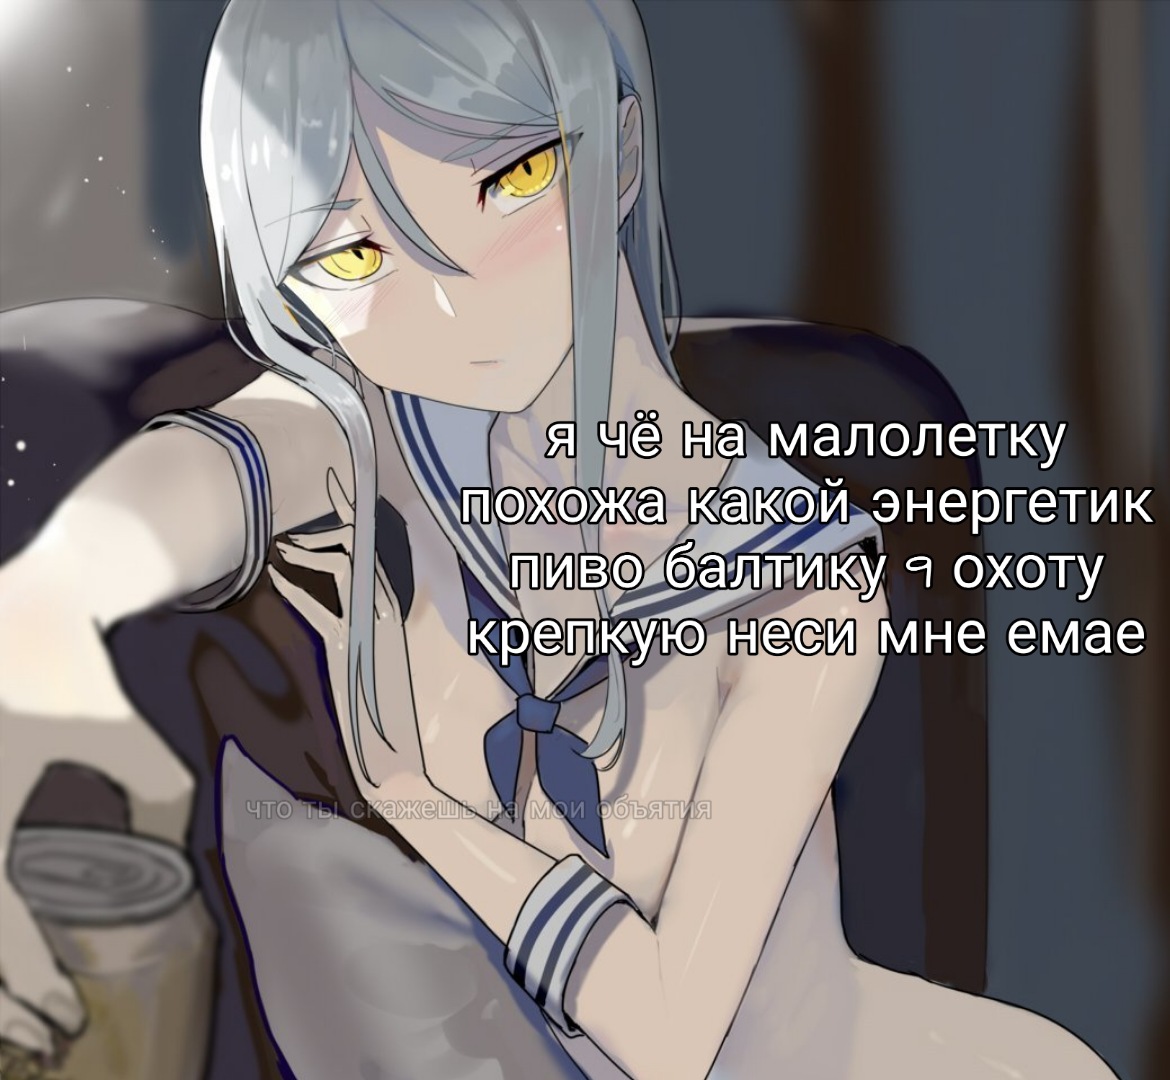 я чё на малолетку
похожа какой энергетик
пиво балтику 9 охоту
крепкую неси мне емае
что ты скажешь на мои объятия